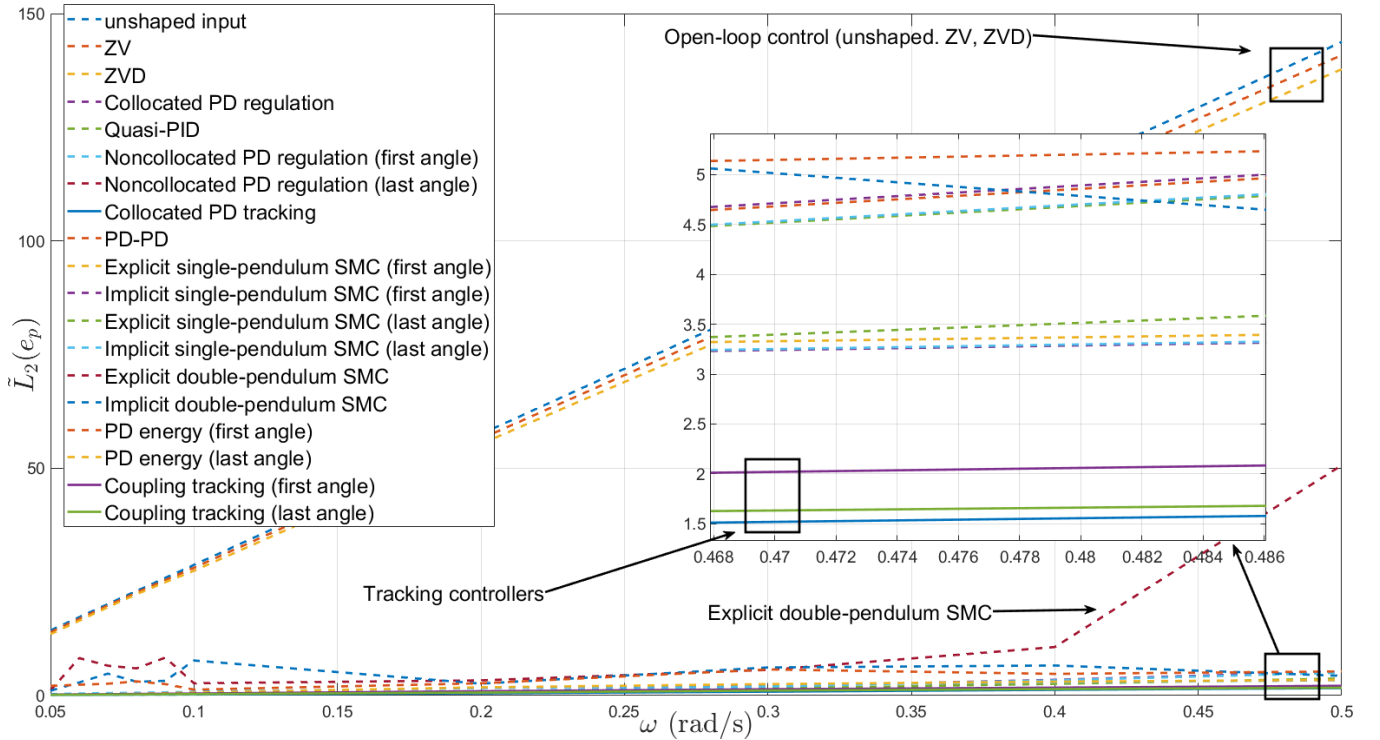 150
100
50
0
L̃₂(eₚ)
unshaped input
ZV
ZVD
Collocated PD regulation
Quasi-PID
Noncollocated PD regulation (first angle)
Noncollocated PD regulation (last angle)
Collocated PD tracking
PD-PD
Explicit single-pendulum SMC (first angle)
Implicit single-pendulum SMC (first angle)
Explicit single-pendulum SMC (last angle)
Implicit single-pendulum SMC (last angle)
Explicit double-pendulum SMC
Implicit double-pendulum SMC
PD energy (first angle)
PD energy (last angle)
Coupling tracking (first angle)
Coupling tracking (last angle)
Open-loop control (unshaped. ZV, ZVD)
5
4.5
4
3.5
3
2.5
2
1.5
0.468 0.47 0.472 0.474 0.476 0.478 0.48 0.482 0.484 0.486
Tracking controllers
Explicit double-pendulum SMC
0.05 0.1 0.15 0.2 0.25 0.3 0.35 0.4 0.45 0.5
ω (rad/s)